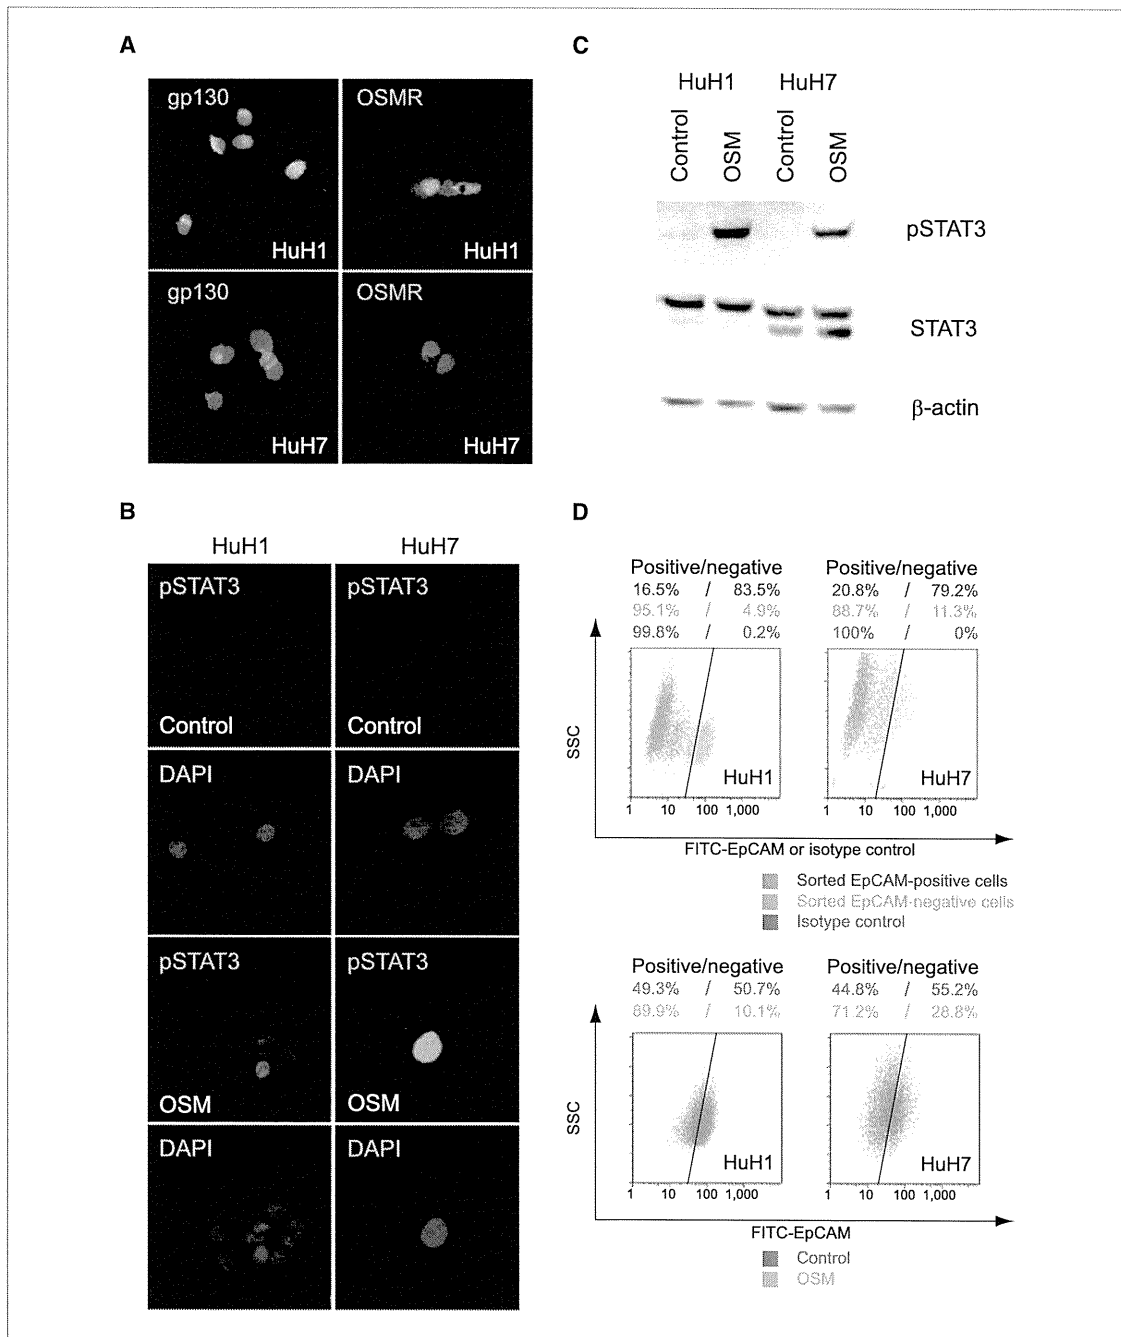 A
gp130
HuH1
OSMR
HuH1
gp130
HuH7
OSMR
HuH7
B
HuH1
HuH7
pSTAT3
Control
pSTAT3
Control
DAPI
DAPI
pSTAT3
OSM
pSTAT3
OSM
DAPI
DAPI
C
HuH1
HuH7
Control
OSM
Control
OSM
pSTAT3
STAT3
β-actin
D
Positive/negative
16.5% / 83.5%
95.1% / 4.9%
99.8% / 0.2%
Positive/negative
20.8% / 79.2%
88.7% / 11.3%
100% / 0%
SSC
HuH1
1 10 100 1,000
HuH7
1 10 100 1,000
FITC-EpCAM or isotype control
Sorted EpCAM-positive cells
Sorted EpCAM-negative cells
Isotype control
Positive/negative
49.3% / 50.7%
89.9% / 10.1%
Positive/negative
44.8% / 55.2%
71.2% / 28.8%
SSC
HuH1
1 10 100 1,000
HuH7
1 10 100 1,000
FITC-EpCAM
Control
OSM